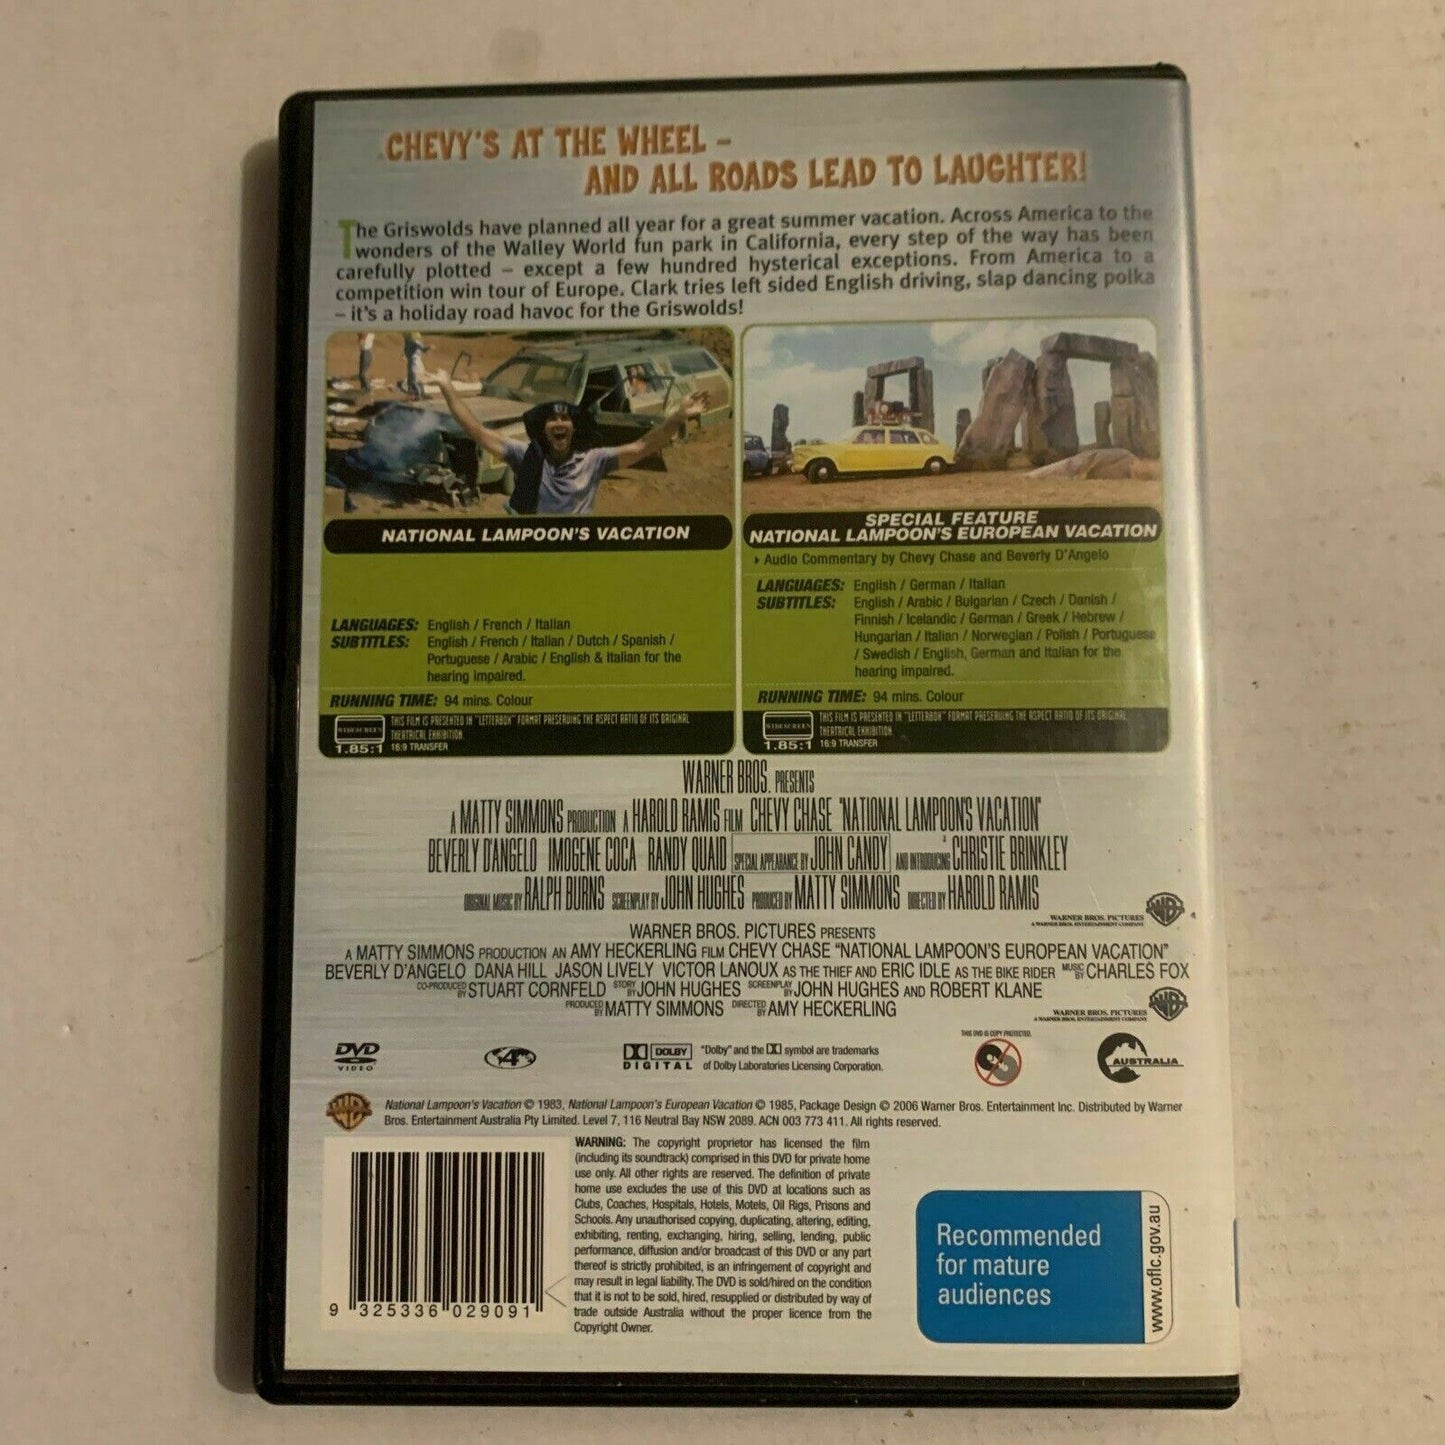 CHEVY'S AT THE WHEEL –
AND ALL ROADS LEAD TO LAUGHTER!
The Griswolds have planned all year for a great summer vacation. Across America to the
wonders of the Walley World fun park in California, every step of the way has been
carefully plotted – except a few hundred hysterical exceptions. From America to a
competition win tour of Europe. Clark tries left sided English driving, slap dancing polka
– it's a holiday road havoc for the Griswolds!
NATIONAL LAMPOON'S VACATION
LANGUAGES: English / French / Italian
SUBTITLES: English / French / Italian / Dutch / Spanish /
Portuguese / Arabic / English & Italian for the
hearing impaired.
RUNNING TIME: 94 mins. Colour
WIDESCREEN
1.85:1
THIS FILM IS PRESENTED IN "LETTERBOX" FORMAT PRESERVING THE ASPECT RATIO OF ITS ORIGINAL
THEATRICAL EXHIBITION.
16:9 TRANSFER
SPECIAL FEATURE
NATIONAL LAMPOON'S EUROPEAN VACATION
Audio Commentary by Chevy Chase and Beverly D'Angelo
LANGUAGES: English / German / Italian
SUBTITLES: English / Arabic / Bulgarian / Czech / Danish /
Finnish / Icelandic / German / Greek / Hebrew /
Hungarian / Italian / Norwegian / Polish / Portuguese
/ Swedish / English, German and Italian for the
hearing impaired.
RUNNING TIME: 94 mins. Colour
WIDESCREEN
1.85:1
THIS FILM IS PRESENTED IN "LETTERBOX" FORMAT PRESERVING THE ASPECT RATIO OF ITS ORIGINAL
THEATRICAL EXHIBITION
16:9 TRANSFER
WARNER BROS. PRESENTS
A MATTY SIMMONS PRODUCTION A HAROLD RAMIS FILM CHEVY CHASE "NATIONAL LAMPOON'S VACATION"
BEVERLY D'ANGELO IMOGENE COCA RANDY QUAID SPECIAL APPEARANCE BY JOHN CANDY AND INTRODUCING CHRISTIE BRINKLEY
ORIGINAL MUSIC BY RALPH BURNS SCREENPLAY BY JOHN HUGHES PRODUCED BY MATTY SIMMONS DIRECTED BY HAROLD RAMIS
WARNER BROS. PICTURES
A WARNER BROS. ENTERTAINMENT COMPANY
WARNER BROS. PICTURES PRESENTS
A MATTY SIMMONS PRODUCTION AN AMY HECKERLING FILM CHEVY CHASE "NATIONAL LAMPOON'S EUROPEAN VACATION"
BEVERLY D'ANGELO DANA HILL JASON LIVELY VICTOR LANOUX AS THE THIEF AND ERIC IDLE AS THE BIKE RIDER MUSIC BY CHARLES FOX
CO-PRODUCED BY STUART CORNFELD STORY BY JOHN HUGHES SCREENPLAY BY JOHN HUGHES AND ROBERT KLANE
PRODUCED BY MATTY SIMMONS DIRECTED BY AMY HECKERLING
WARNER BROS. PICTURES
A WARNER BROS. ENTERTAINMENT COMPANY
DVD
VIDEO
4
DOLBY
DIGITAL
"Dolby" and the symbol are trademarks
of Dolby Laboratories Licensing Corporation.
THIS DVD IS COPY PROTECTED.
AUSTRALIA
National Lampoon's Vacation © 1983, National Lampoon's European Vacation © 1985, Package Design © 2006 Warner Bros. Entertainment Inc. Distributed by Warner
Bros. Entertainment Australia Pty Limited. Level 7, 116 Neutral Bay NSW 2089. ACN 003 773 411. All rights reserved.
WARNING: The copyright proprietor has licensed the film
(including its soundtrack) comprised in this DVD for private home
use only. All other rights are reserved. The definition of private
home use excludes the use of this DVD at locations such as
Clubs, Coaches, Hospitals, Hotels, Motels, Oil Rigs, Prisons and
Schools. Any unauthorised copying, duplicating, altering, editing,
exhibiting, renting, exchanging, hiring, selling, lending, public
performance, diffusion and/or broadcast of this DVD or any part
thereof is strictly prohibited, is an infringement of copyright and
may result in legal liability. The DVD is sold/hired on the condition
that it is not to be sold, hired, resupplied or distributed by way of
trade outside Australia without the proper licence from the
Copyright Owner.
9 325336 029091
Recommended
for mature
audiences
www.oflc.gov.au